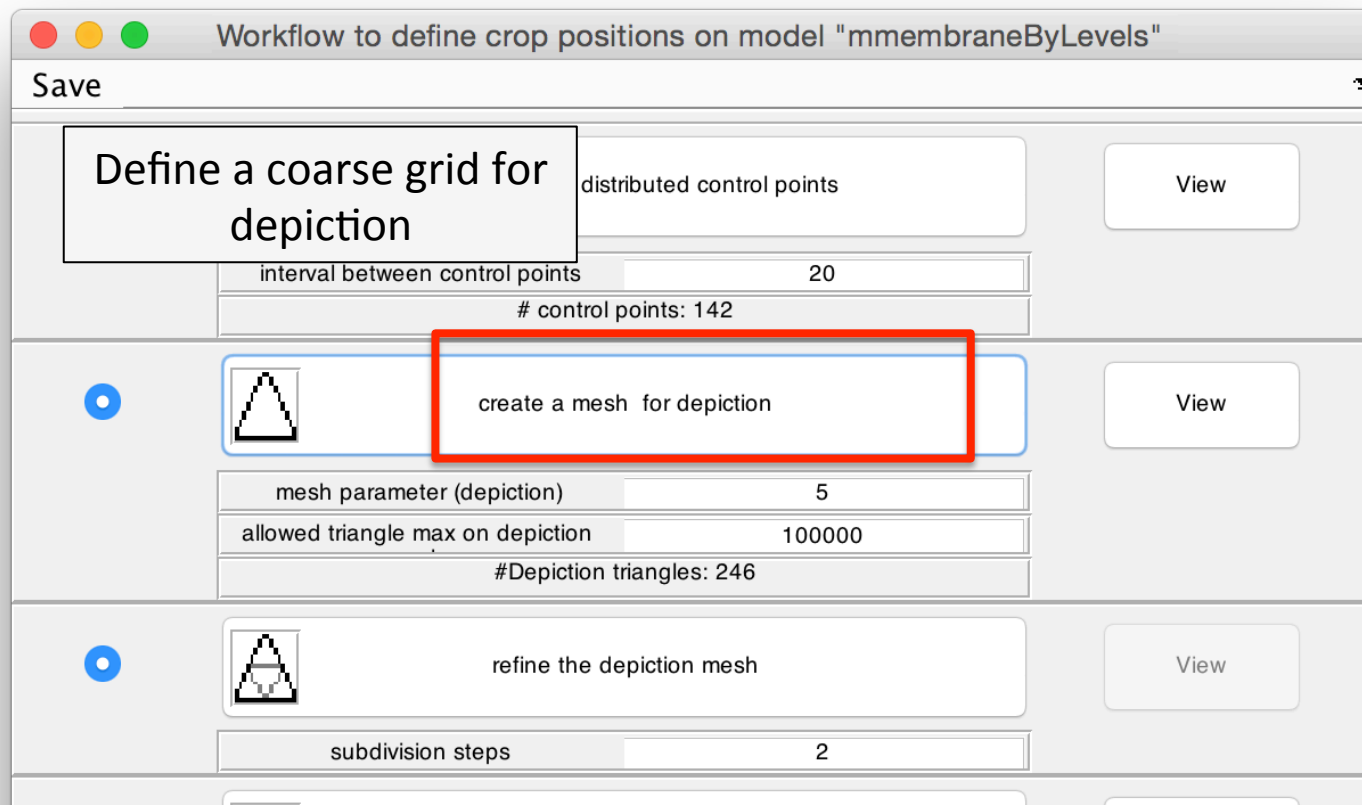 Workflow to define crop positions on model "mmembraneByLevels"
Save
Define a coarse grid for
depiction
distributed control points
View
interval between control points
20
# control points: 142
create a mesh for depiction
View
mesh parameter (depiction)
5
allowed triangle max on depiction
100000
#Depiction triangles: 246
refine the depiction mesh
View
subdivision steps
2